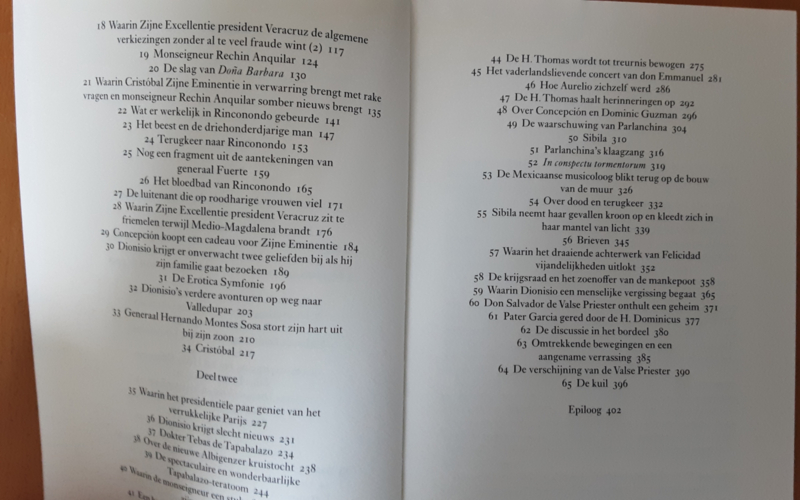 18 Waarin Zijne Excellentie president Veracruz de algemene
verkiezingen zonder al te veel fraude wint (2) 117
19 Monseigneur Rechin Anquilar 124
20 De slag van Doña Barbara 130
21 Waarin Cristóbal Zijne Eminentie in verwarring brengt met rake
vragen en monseigneur Rechin Anquilar somber nieuws brengt 135
22 Wat er werkelijk in Rinconondo gebeurde 141
23 Het beest en de driehonderdjarige man 147
24 Terugkeer naar Rinconondo 153
25 Nog een fragment uit de aantekeningen van
generaal Fuerte 159
26 Het bloedbad van Rinconondo 165
27 De luitenant die op roodharige vrouwen viel 171
28 Waarin Zijne Excellentie president Veracruz zit te
friemelen terwijl Medio-Magdalena brandt 176
29 Concepción koopt een cadeau voor Zijne Eminentie 184
30 Dionisio krijgt er onverwacht twee geliefden bij als hij
zijn familie gaat bezoeken 189
31 De Erotica Symfonie 196
32 Dionisio's verdere avonturen op weg naar
Valledupar 203
33 Generaal Hernando Montes Sosa stort zijn hart uit
bij zijn zoon 210
34 Cristóbal 217
Deel twee
35 Waarin het presidentiële paar geniet van het
verrukkelijke Parijs 227
36 Dionisio krijgt slecht nieuws 231
37 Dokter Tebas de Tapabalazo 234
38 Over de nieuwe Albigenzer kruistocht 238
39 De spectaculaire en wonderbaarlijke
Tapabalazo-teratoom 244
40 Waarin de monseigneur een
41
44 De H. Thomas wordt tot treurnis bewogen 275
45 Het vaderlandslievende concert van don Emmanuel 281
46 Hoe Aurelio zichzelf werd 286
47 De H. Thomas haalt herinneringen op 292
48 Over Concepción en Dominic Guzman 296
49 De waarschuwing van Parlanchina 304
50 Sibila 310
51 Parlanchina's klaagzang 316
52 In conspectu tormentorum 319
53 De Mexicaanse musicoloog blikt terug op de bouw
van de muur 326
54 Over dood en terugkeer 332
55 Sibila neemt haar gevallen kroon op en kleedt zich in
haar mantel van licht 339
56 Brieven 345
57 Waarin het draaiende achterwerk van Felicidad
vijandelijkheden uitlokt 352
58 De krijgsraad en het zoenoffer van de mankepoot 358
59 Waarin Dionisio een menselijke vergissing begaat 365
60 Don Salvador de Valse Priester onthult een geheim 371
61 Pater Garcia gered door de H. Dominicus 377
62 De discussie in het bordeel 380
63 Omtrekkende bewegingen en een
aangename verrassing 385
64 De verschijning van de Valse Priester 390
65 De kuil 396
Epiloog 402